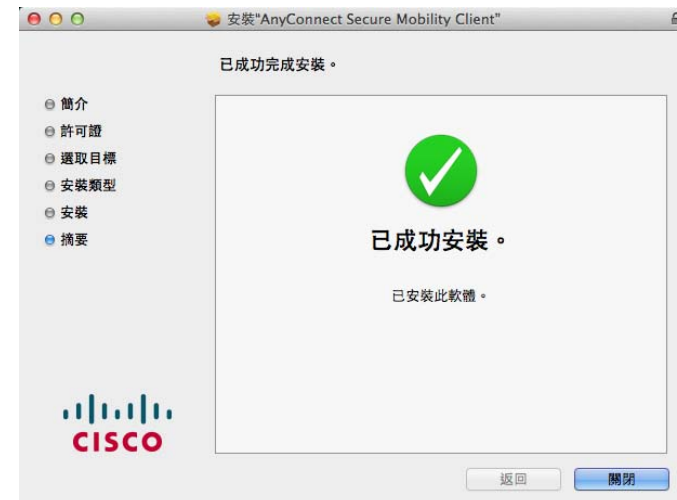 安裝"AnyConnect Secure Mobility Client"
已成功完成安裝。
簡介
許可證
選取目標
安裝類型
安裝
摘要
已成功安裝。
已安裝此軟體。
CISCO
返回
關閉